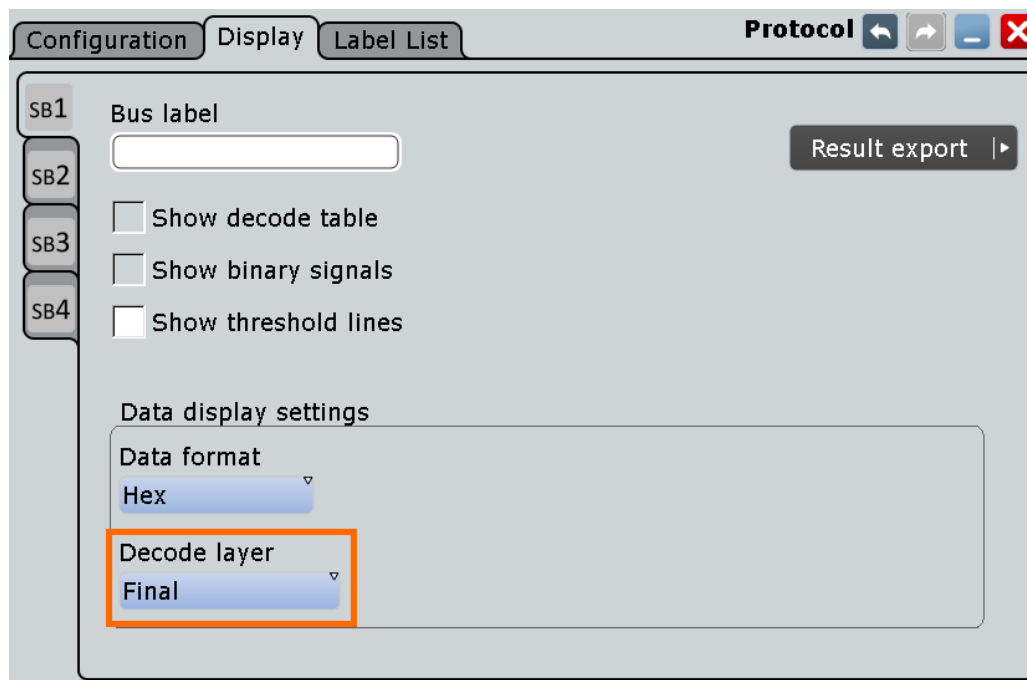 Configuration Display Label List Protocol
SB1
Bus label
Result export
SB2
Show decode table
SB3
Show binary signals
SB4
Show threshold lines
Data display settings
Data format
Hex
Decode layer
Final